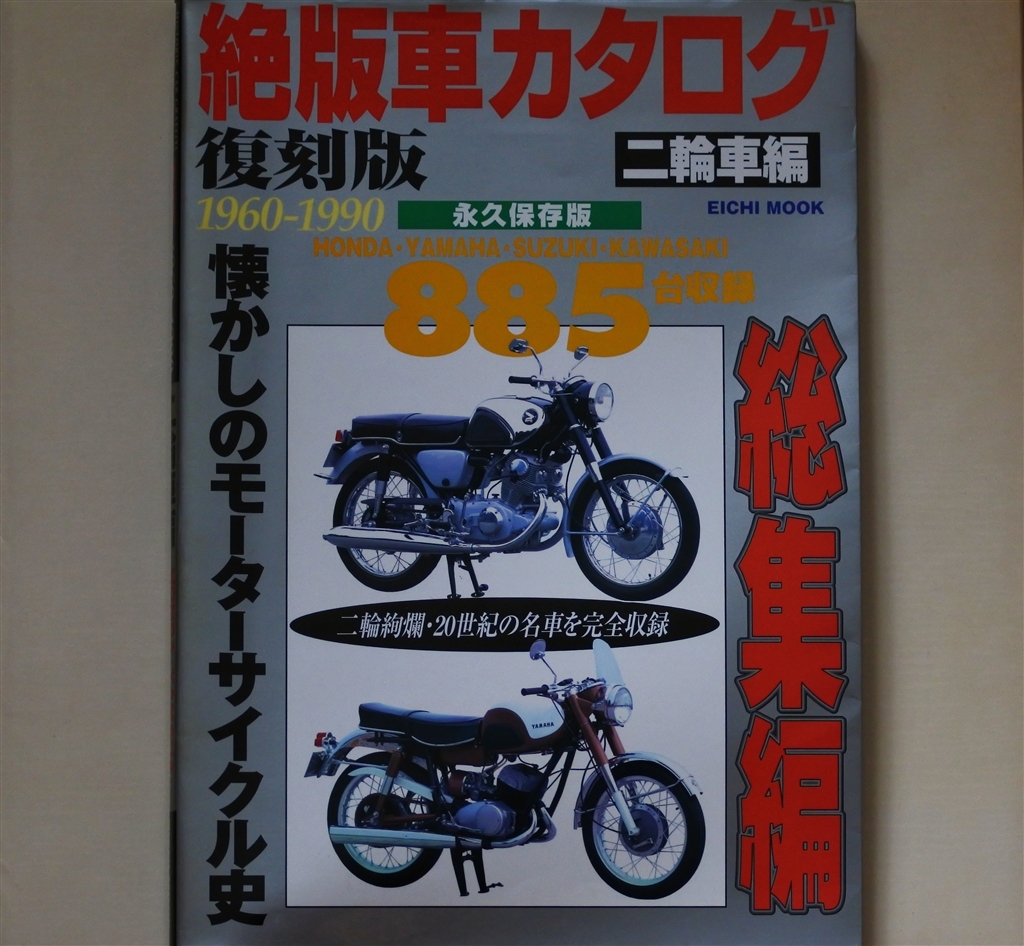 絶版車カタログ
復刻版
二輪車編
1960-1990
永久保存版
EICHI MOOK
HONDA・YAMAHA・SUZUKI・KAWASAKI
885台収録
懐かしのモーターサイクル史
総集編
二輪絢爛・20世紀の名車を完全収録
YAMAHA